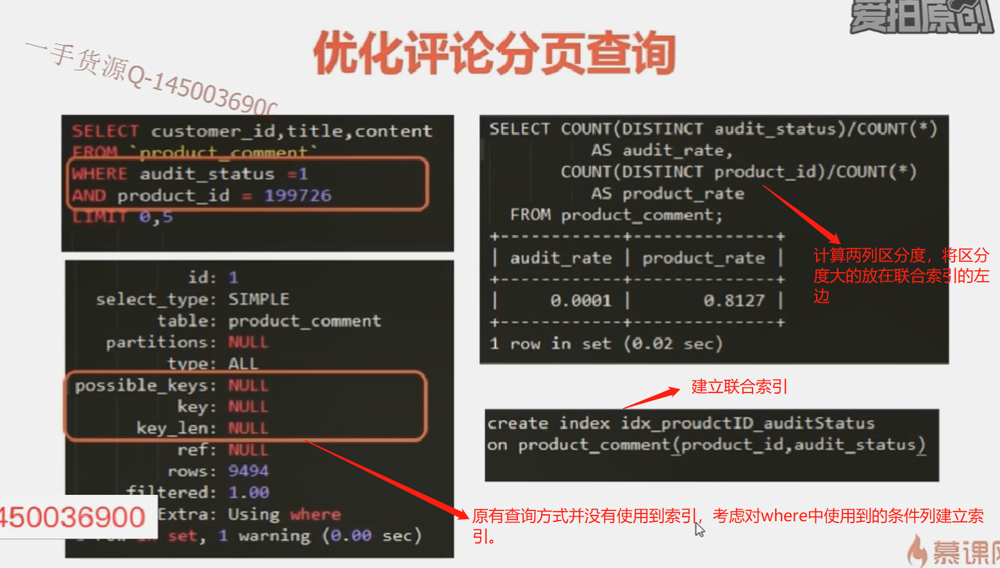 爱拍原创
优化评论分页查询
一手货源Q-1450036900
SELECT customer_id,title,content
FROM `product_comment`
WHERE audit_status =1
AND product_id = 199726
LIMIT 0,5
id: 1
select_type: SIMPLE
table: product_comment
partitions: NULL
type: ALL
possible_keys: NULL
key: NULL
key_len: NULL
ref: NULL
rows: 9494
filtered: 1.00
Extra: Using where
1 row in set, 1 warning (0.00 sec)
450036900
SELECT COUNT(DISTINCT audit_status)/COUNT(*)
AS audit_rate,
COUNT(DISTINCT product_id)/COUNT(*)
AS product_rate
FROM product_comment;
+------------+--------------+
| audit_rate | product_rate |
+------------+--------------+
| 0.0001 | 0.8127 |
+------------+--------------+
1 row in set (0.02 sec)
计算两列区分度，将区分
度大的放在联合索引的左
边
建立联合索引
create index idx_proudctID_auditStatus
on product_comment(product_id,audit_status)
原有查询方式并没有使用到索引，考虑对where中使用到的条件列建立索
引。
慕课网